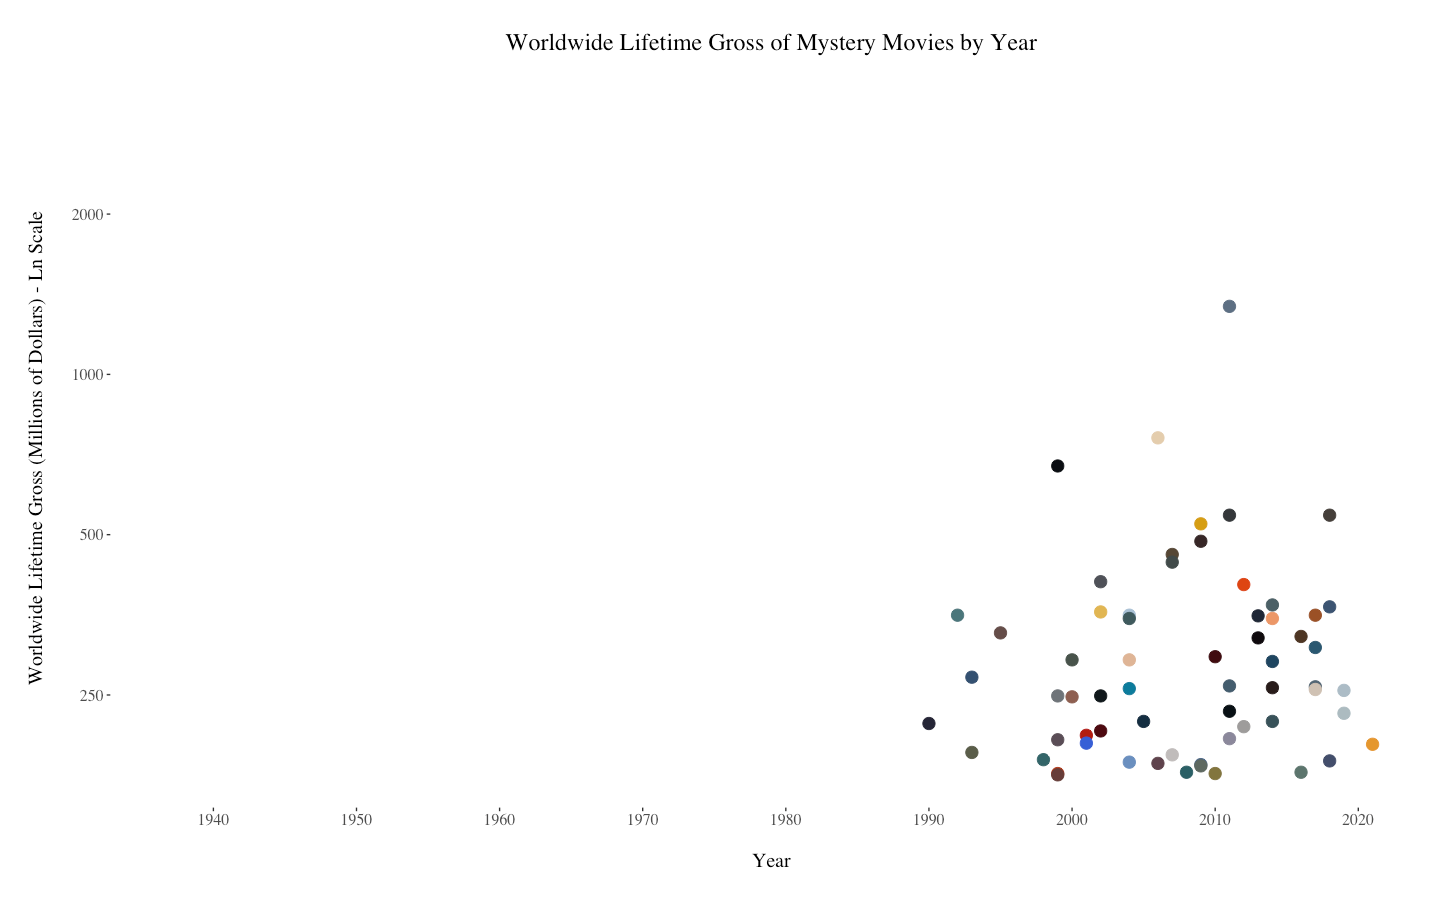 Worldwide Lifetime Gross of Mystery Movies by Year
Worldwide Lifetime Gross (Millions of Dollars) - Ln Scale
2000
1000
500
250
1940 1950 1960 1970 1980 1990 2000 2010 2020
Year